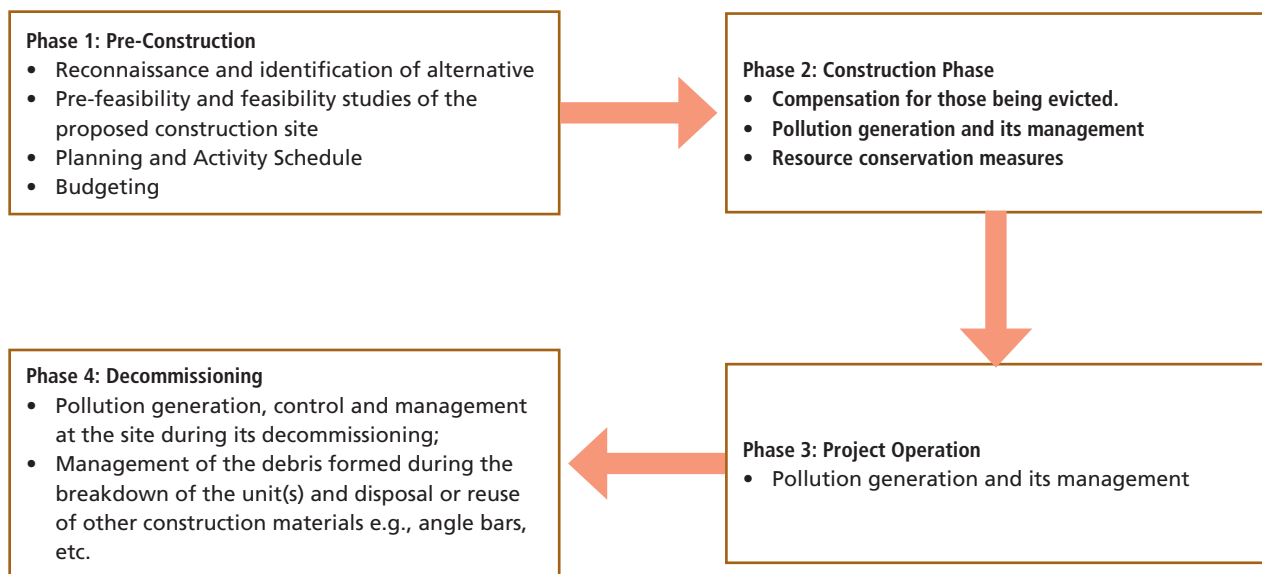 Phase 1: Pre-Construction
• Reconnaissance and identification of alternative
• Pre-feasibility and feasibility studies of the
proposed construction site
• Planning and Activity Schedule
• Budgeting
Phase 2: Construction Phase
• Compensation for those being evicted.
• Pollution generation and its management
• Resource conservation measures
Phase 3: Project Operation
• Pollution generation and its management
Phase 4: Decommissioning
• Pollution generation, control and management
at the site during its decommissioning;
• Management of the debris formed during the
breakdown of the unit(s) and disposal or reuse
of other construction materials e.g., angle bars,
etc.